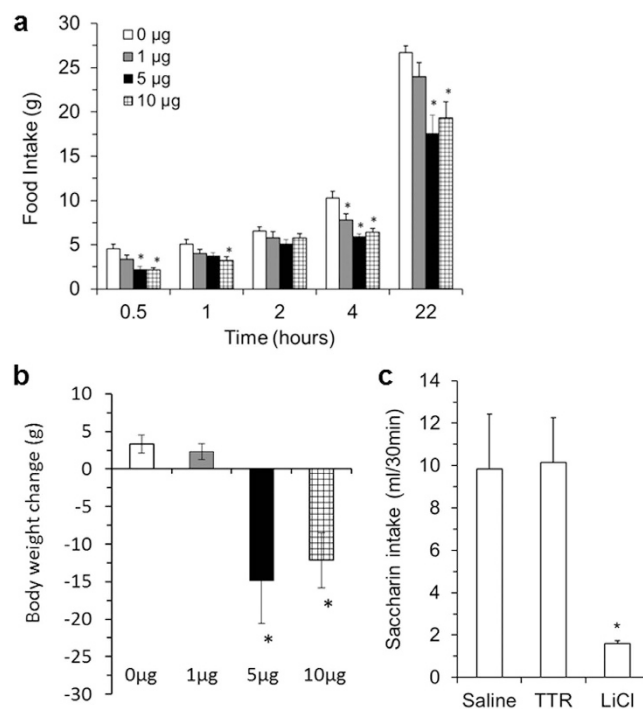 a
Food Intake (g)
30
25
20
15
10
5
0
0 µg
1 µg
5 µg
10 µg
* * * * * * * *
0.5 1 2 4 22
Time (hours)
b
Body weight change (g)
10
5
0
-5
-10
-15
-20
-25
-30
* *
0µg 1µg 5µg 10µg
c
Saccharin intake (ml/30min)
14
12
10
8
6
4
2
0
*
Saline TTR LiCl